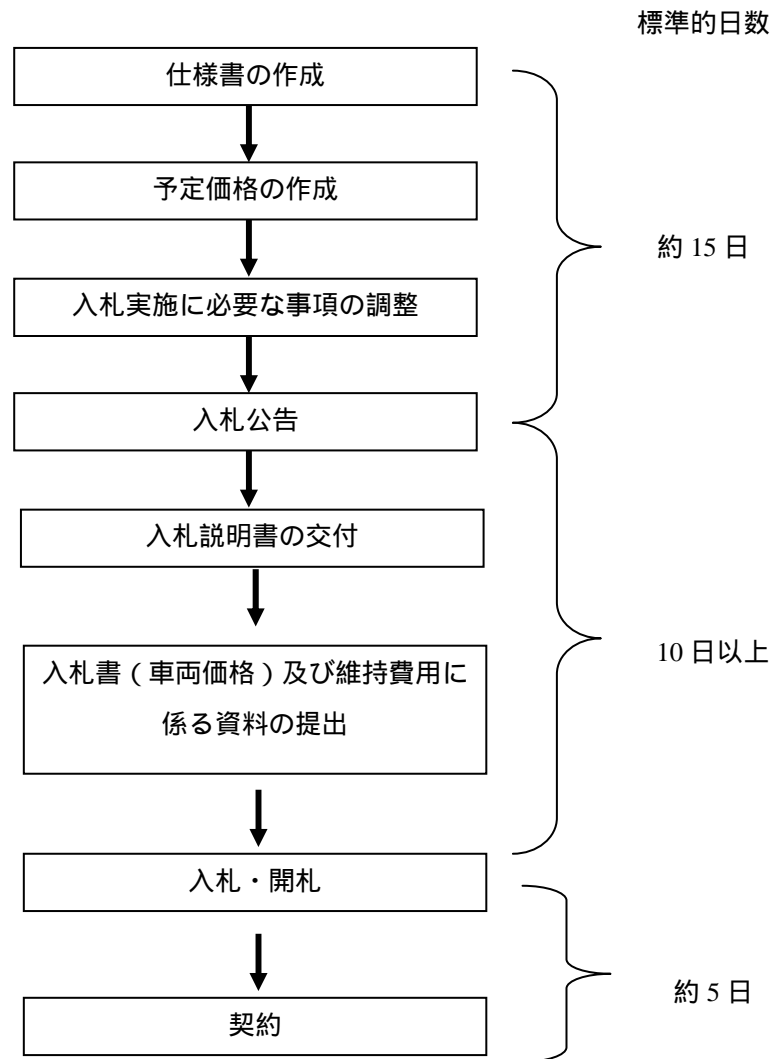 標準的日数
仕様書の作成
予定価格の作成
約 15 日
入札実施に必要な事項の調整
入札公告
入札説明書の交付
入札書（車両価格）及び維持費用に
係る資料の提出
10 日以上
入札・開札
約 5 日
契約